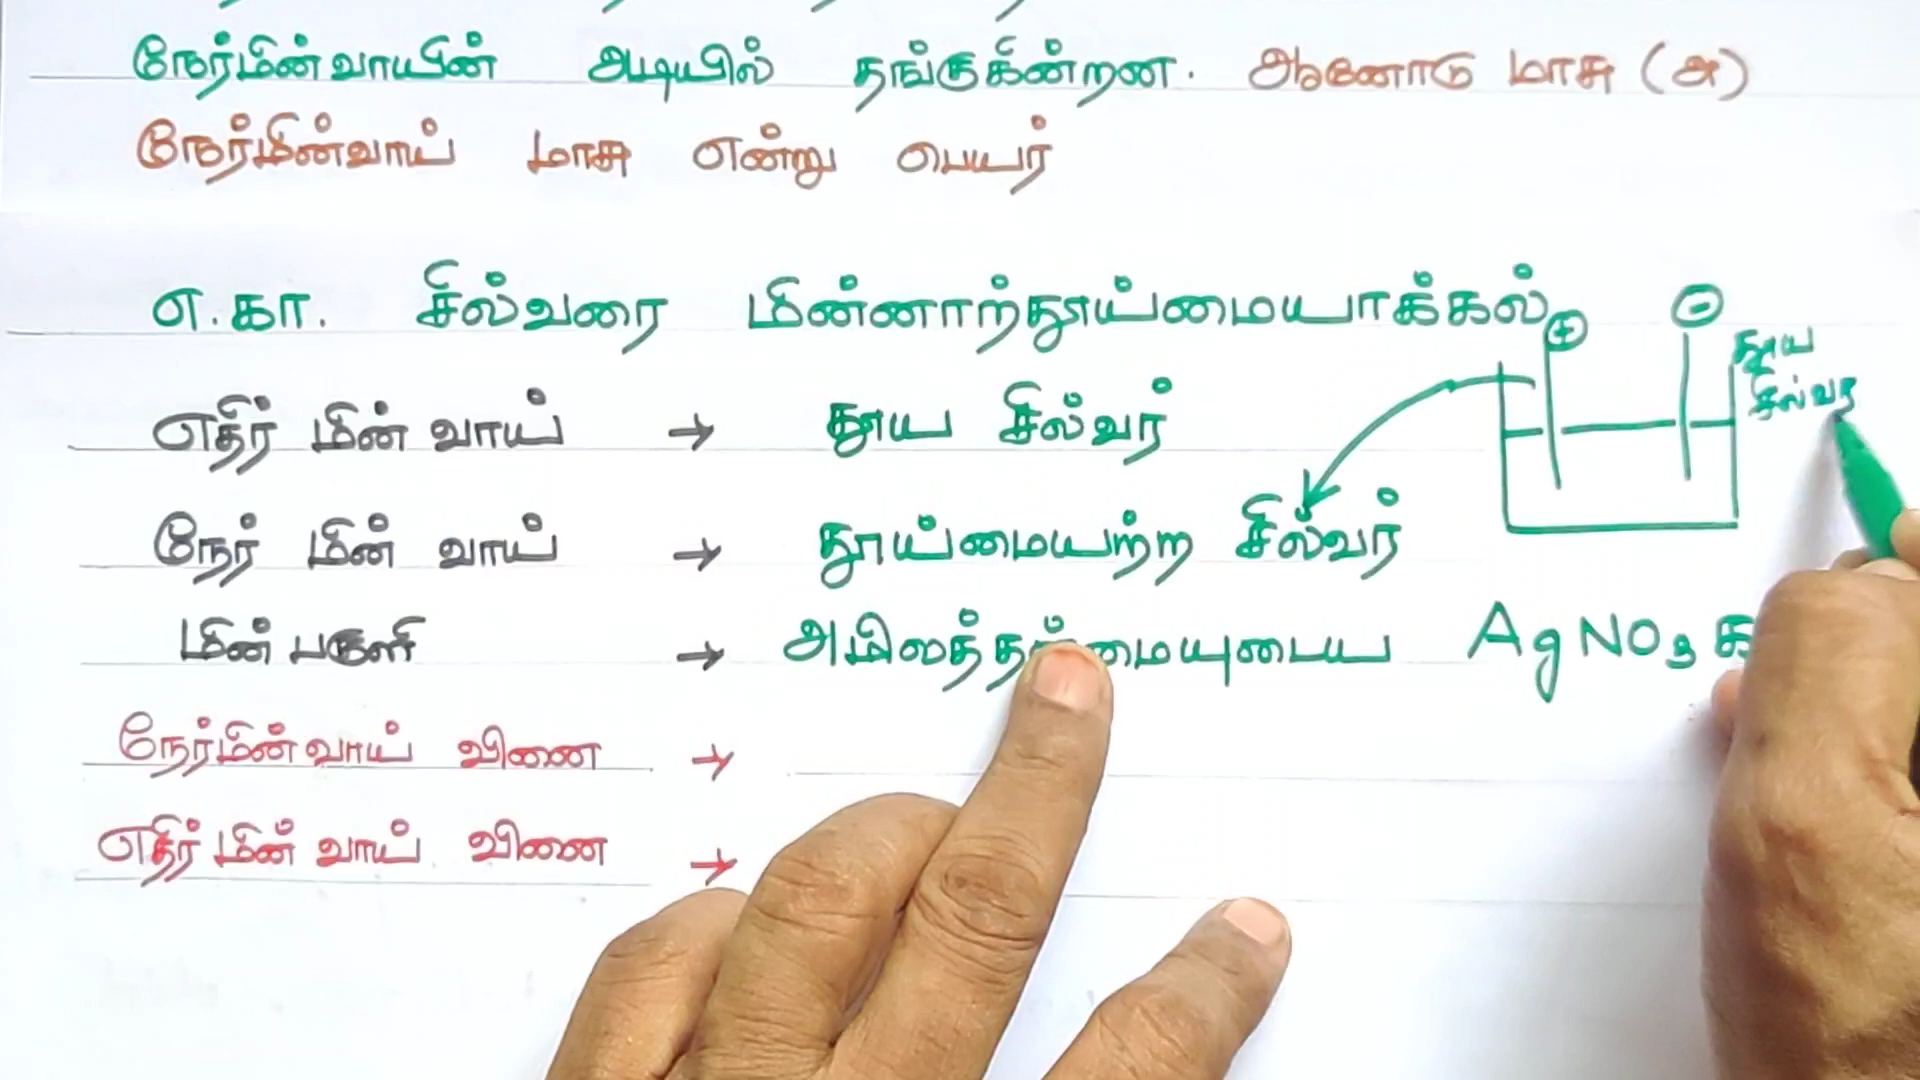 நேர்மின்வாயின் அடியில் தங்குகின்றன. ஆனோடு மாசு (அ)
நேர்மின்வாய் மாசு என்று பெயர்
எ.கா. சில்வரை மின்னாற்தூய்மையாக்கல்
+ -
தூய
சில்வர்
எதிர் மின் வாய் → தூய சில்வர்
நேர் மின் வாய் → தூய்மையற்ற சில்வர்
மின் பகுளி → அமிலத்தன்மையுடைய AgNO3
நேர்மின்வாய் வினை →
எதிர் மின் வாய் வினை →